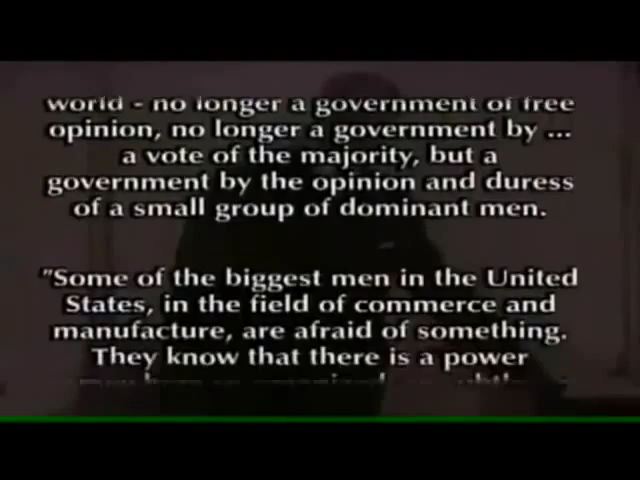 world - no longer a government of free
opinion, no longer a government by ...
a vote of the majority, but a
government by the opinion and duress
of a small group of dominant men.
"Some of the biggest men in the United
States, in the field of commerce and
manufacture, are afraid of something.
They know that there is a power